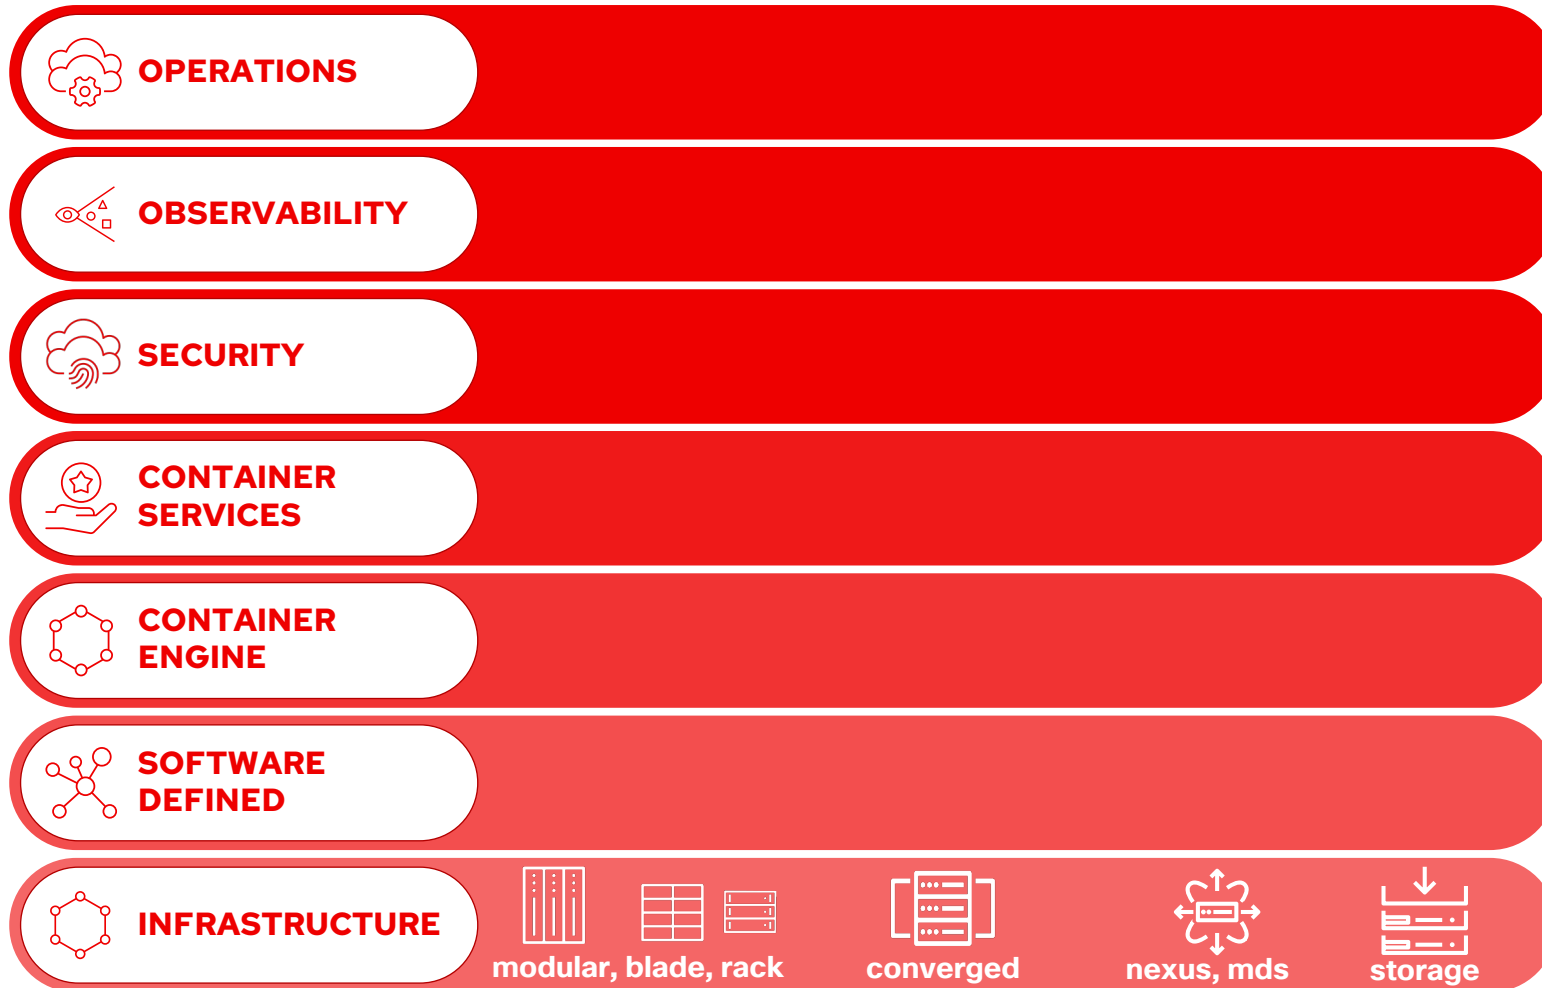 OPERATIONS
OBSERVABILITY
SECURITY
CONTAINER
SERVICES
CONTAINER
ENGINE
SOFTWARE
DEFINED
INFRASTRUCTURE
modular, blade, rack
converged
nexus, mds
storage